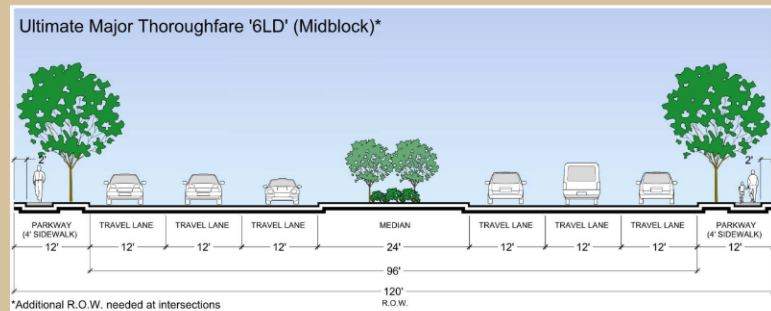 Ultimate Major Thoroughfare '6LD' (Midblock)*
2' 2'
PARKWAY TRAVEL LANE TRAVEL LANE TRAVEL LANE MEDIAN TRAVEL LANE TRAVEL LANE TRAVEL LANE PARKWAY
(4' SIDEWALK) (4' SIDEWALK)
12' 12' 12' 12' 24' 12' 12' 12' 12'
96'
120'
*Additional R.O.W. needed at intersections R.O.W.